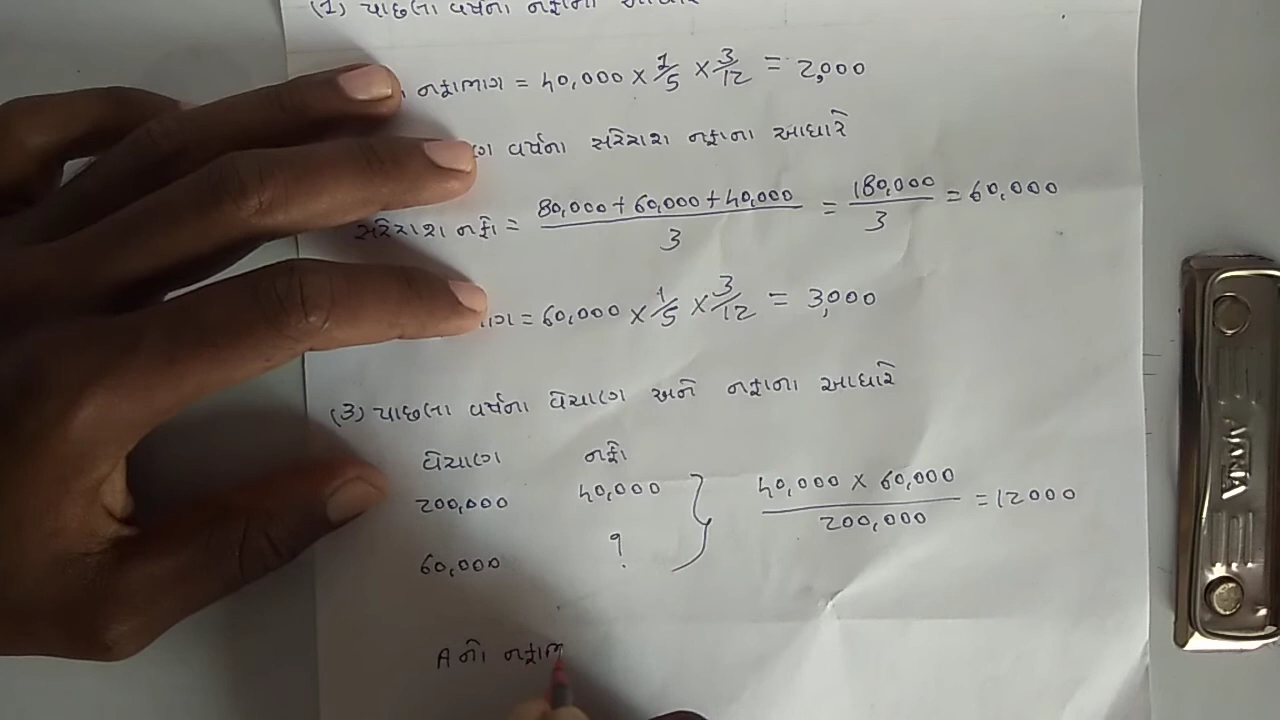 (1) પાછલા વર્ષના નફાના આધારે
નફાભાગ = 40,000 × 1/5 × 3/12 = 2,000
વર્ષના સરેરાશ નફાના આધારે
સરેરાશ નફો = 80,000 + 60,000 + 40,000 / 3 = 180,000 / 3 = 60,000
= 60,000 × 1/5 × 3/12 = 3,000
(3) પાછલા વર્ષના વેચાણ અને નફાના આધારે
વેચાણ નફો
200,000 40,000
60,000 ?
40,000 × 60,000 / 200,000 = 12000
A નો નફાભ
AJANTA